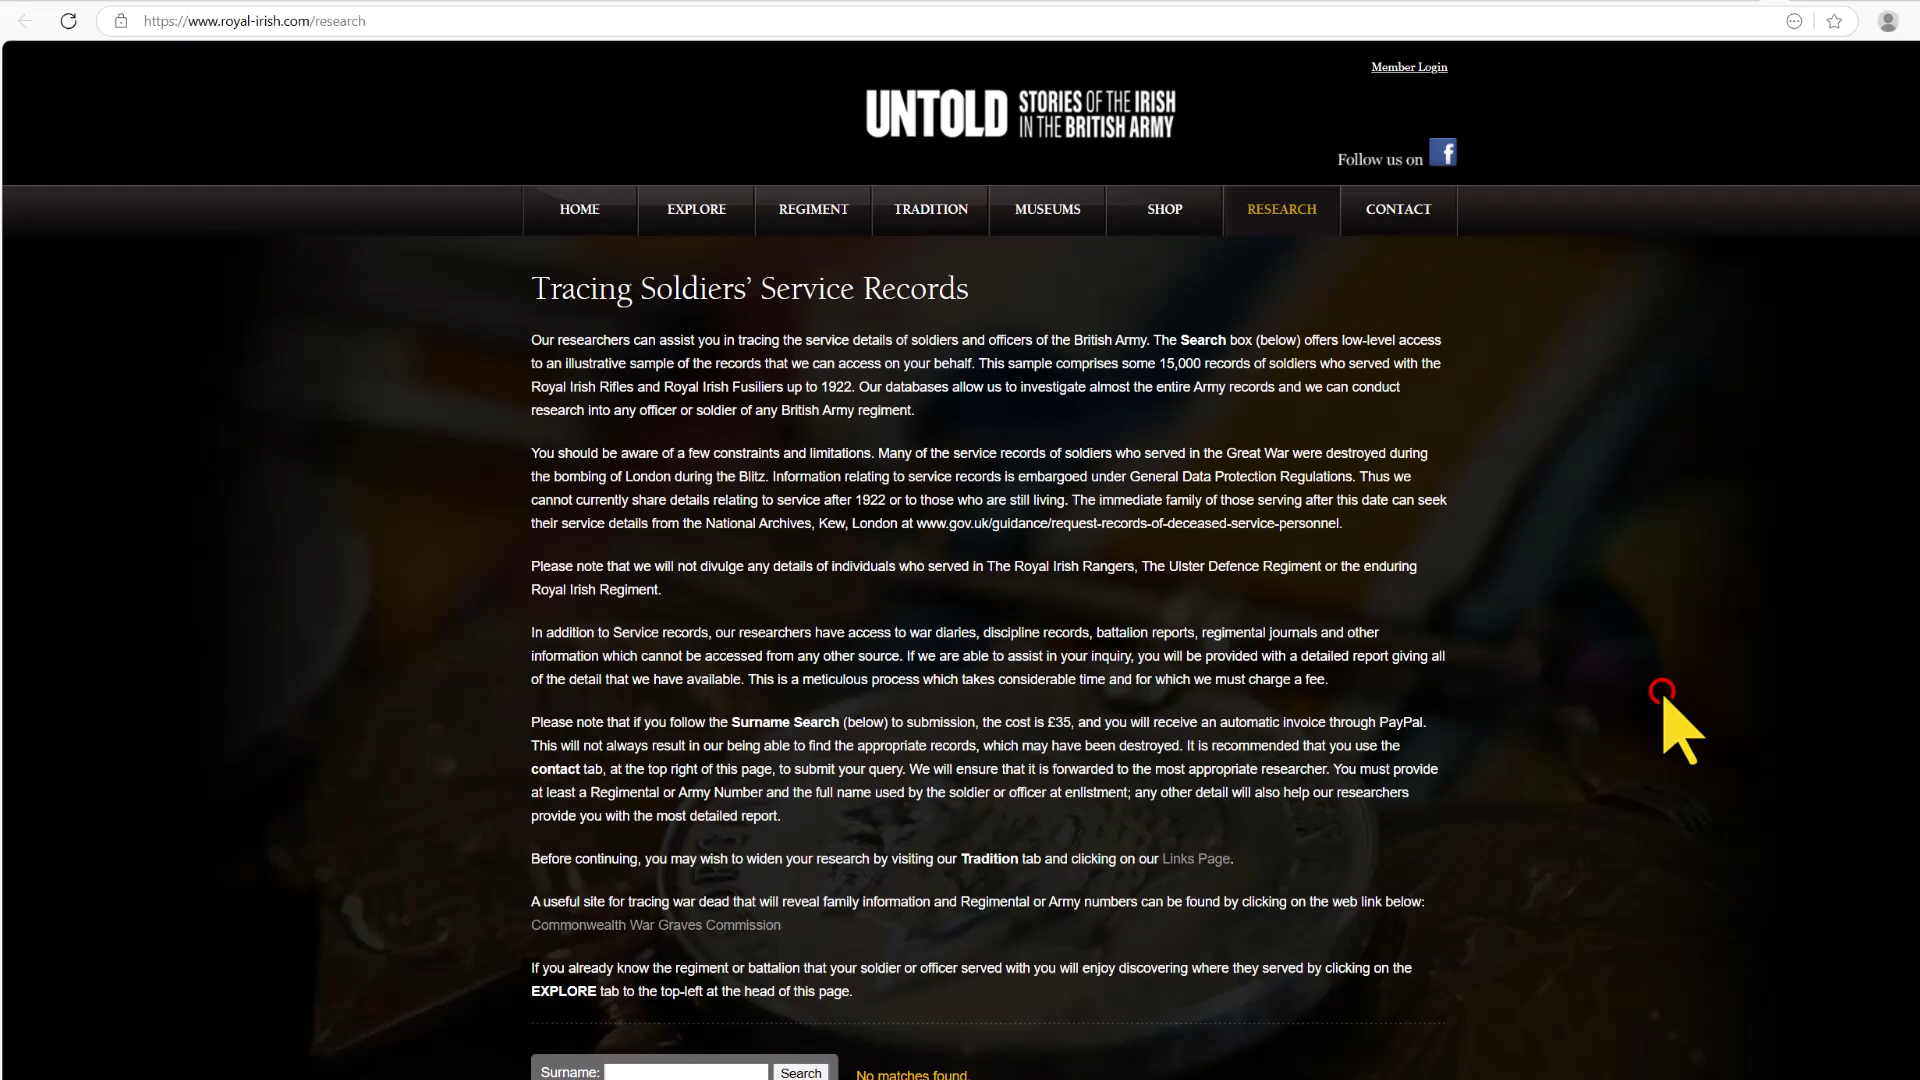 https://www.royal-irish.com/research
Member Login
UNTOLD STORIES OF THE IRISH
IN THE BRITISH ARMY
Follow us on f
HOME EXPLORE REGIMENT TRADITION MUSEUMS SHOP RESEARCH CONTACT
Tracing Soldiers’ Service Records
Our researchers can assist you in tracing the service details of soldiers and officers of the British Army. The Search box (below) offers low-level access
to an illustrative sample of the records that we can access on your behalf. This sample comprises some 15,000 records of soldiers who served with the
Royal Irish Rifles and Royal Irish Fusiliers up to 1922. Our databases allow us to investigate almost the entire Army records and we can conduct
research into any officer or soldier of any British Army regiment.
You should be aware of a few constraints and limitations. Many of the service records of soldiers who served in the Great War were destroyed during
the bombing of London during the Blitz. Information relating to service records is embargoed under General Data Protection Regulations. Thus we
cannot currently share details relating to service after 1922 or to those who are still living. The immediate family of those serving after this date can seek
their service details from the National Archives, Kew, London at www.gov.uk/guidance/request-records-of-deceased-service-personnel.
Please note that we will not divulge any details of individuals who served in The Royal Irish Rangers, The Ulster Defence Regiment or the enduring
Royal Irish Regiment.
In addition to Service records, our researchers have access to war diaries, discipline records, battalion reports, regimental journals and other
information which cannot be accessed from any other source. If we are able to assist in your inquiry, you will be provided with a detailed report giving all
of the detail that we have available. This is a meticulous process which takes considerable time and for which we must charge a fee.
Please note that if you follow the Surname Search (below) to submission, the cost is £35, and you will receive an automatic invoice through PayPal.
This will not always result in our being able to find the appropriate records, which may have been destroyed. It is recommended that you use the
contact tab, at the top right of this page, to submit your query. We will ensure that it is forwarded to the most appropriate researcher. You must provide
at least a Regimental or Army Number and the full name used by the soldier or officer at enlistment; any other detail will also help our researchers
provide you with the most detailed report.
Before continuing, you may wish to widen your research by visiting our Tradition tab and clicking on our Links Page.
A useful site for tracing war dead that will reveal family information and Regimental or Army numbers can be found by clicking on the web link below:
Commonwealth War Graves Commission
If you already know the regiment or battalion that your soldier or officer served with you will enjoy discovering where they served by clicking on the
EXPLORE tab to the top-left at the head of this page.
Surname: Search No matches found.